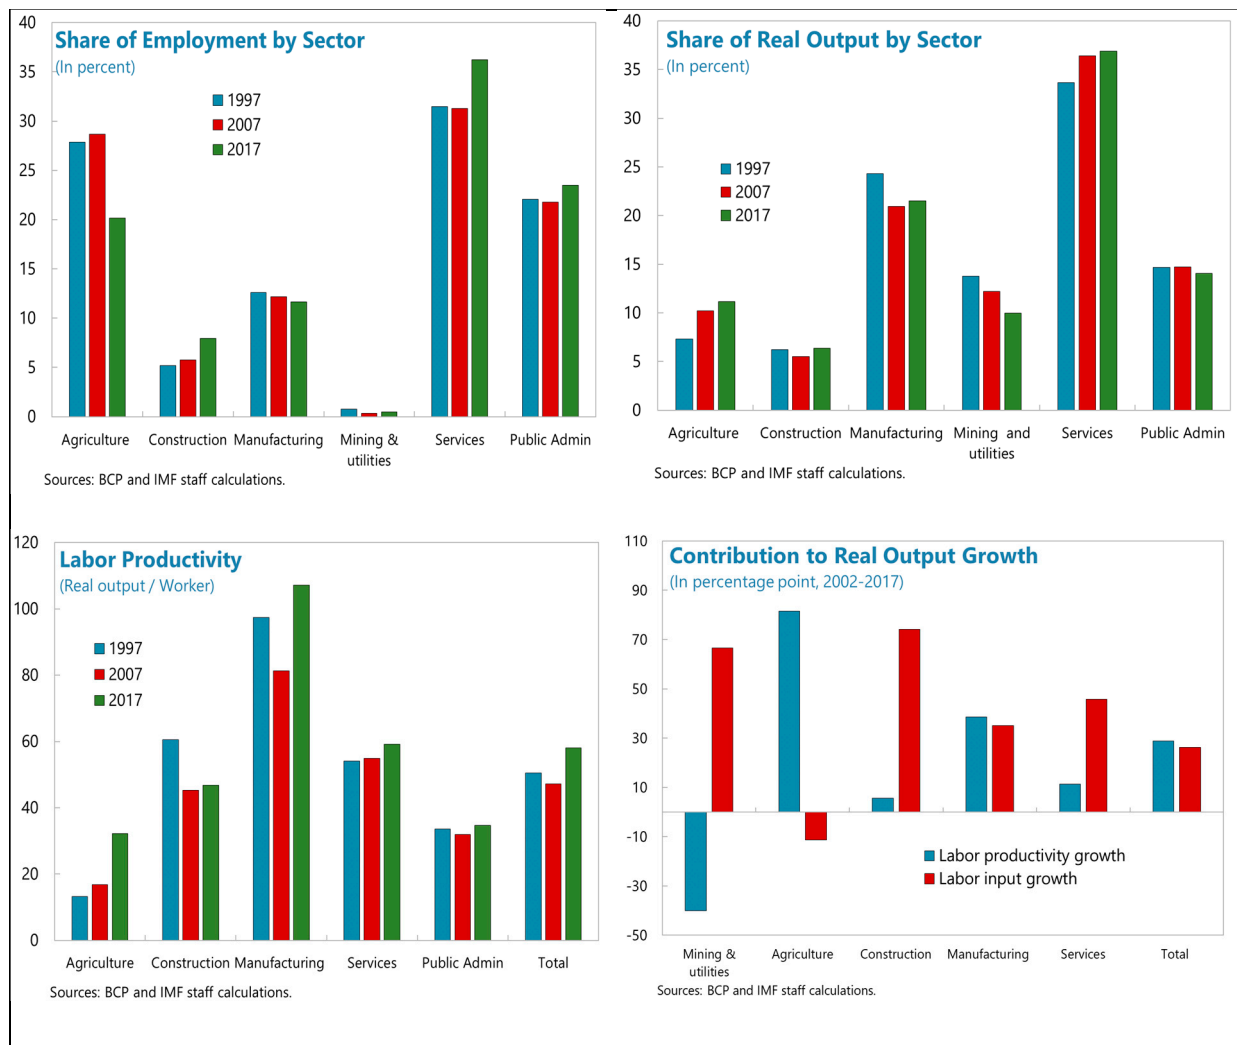 Share of Employment by Sector
(In percent)
40
35
30
25
20
15
10
5
0
1997
2007
2017
Agriculture Construction Manufacturing Mining & utilities Services Public Admin
Sources: BCP and IMF staff calculations.
Share of Real Output by Sector
(In percent)
40
35
30
25
20
15
10
5
0
1997
2007
2017
Agriculture Construction Manufacturing Mining and utilities Services Public Admin
Sources: BCP and IMF staff calculations.
Labor Productivity
(Real output / Worker)
120
100
80
60
40
20
0
1997
2007
2017
Agriculture Construction Manufacturing Services Public Admin Total
Sources: BCP and IMF staff calculations.
Contribution to Real Output Growth
(In percentage point, 2002-2017)
110
90
70
50
30
10
-10
-30
-50
Labor productivity growth
Labor input growth
Mining & utilities Agriculture Construction Manufacturing Services Total
Sources: BCP and IMF staff calculations.